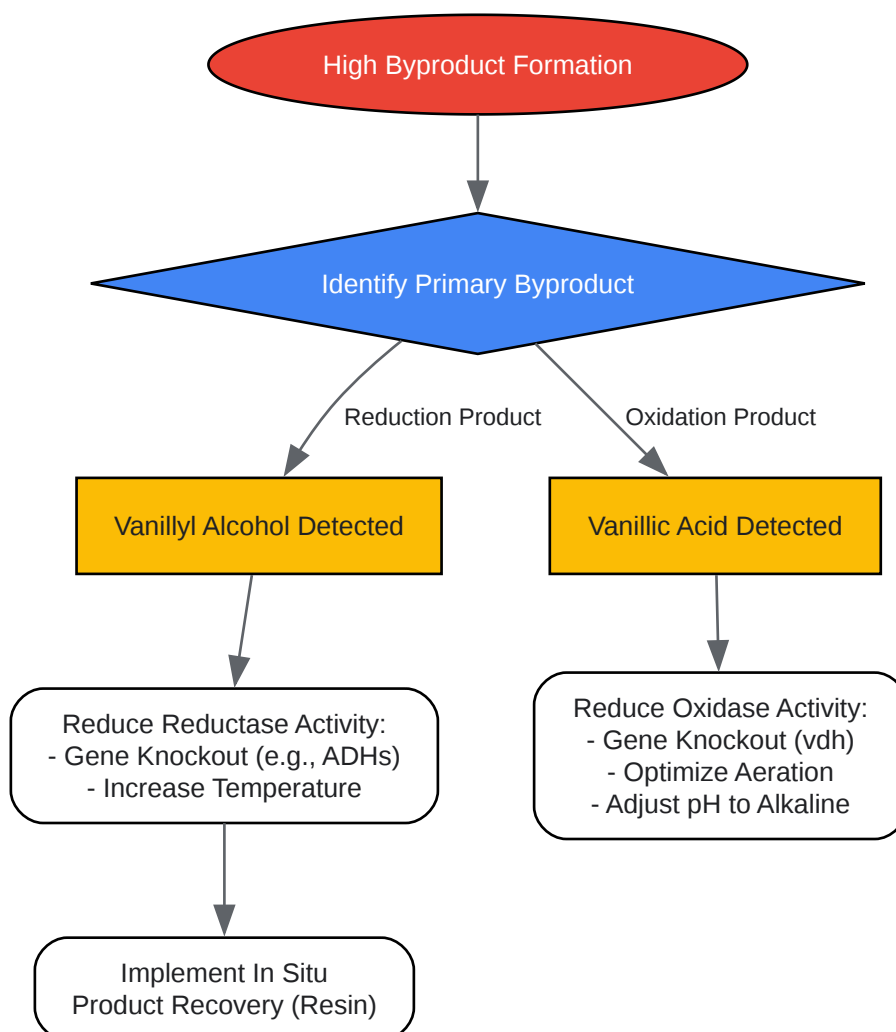 High Byproduct Formation
Identify Primary Byproduct
Reduction Product
Oxidation Product
Vanillyl Alcohol Detected
Vanillic Acid Detected
Reduce Reductase Activity:
- Gene Knockout (e.g., ADHs)
- Increase Temperature
Reduce Oxidase Activity:
- Gene Knockout (vdh)
- Optimize Aeration
- Adjust pH to Alkaline
Implement In Situ
Product Recovery (Resin)